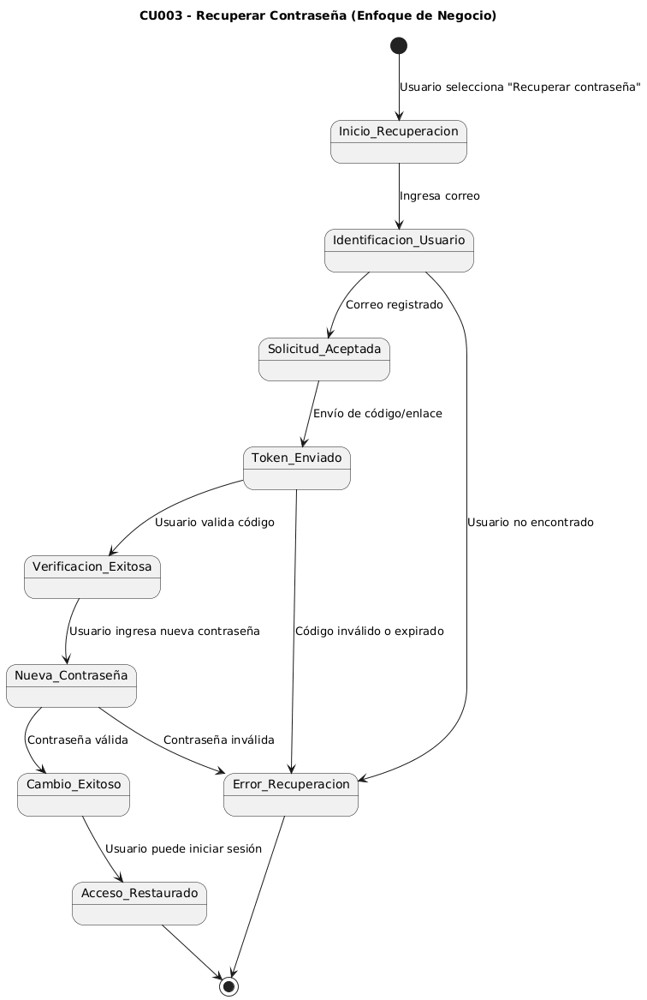 CU003 - Recuperar Contraseña (Enfoque de Negocio)
Usuario selecciona "Recuperar contraseña"
Inicio_Recuperacion
Ingresa correo
Identificacion_Usuario
Correo registrado
Solicitud_Aceptada
Envío de código/enlace
Token_Enviado
Usuario valida código
Usuario no encontrado
Verificacion_Exitosa
Usuario ingresa nueva contraseña
Código inválido o expirado
Nueva_Contraseña
Contraseña válida
Contraseña inválida
Cambio_Exitoso
Error_Recuperacion
Usuario puede iniciar sesión
Acceso_Restaurado